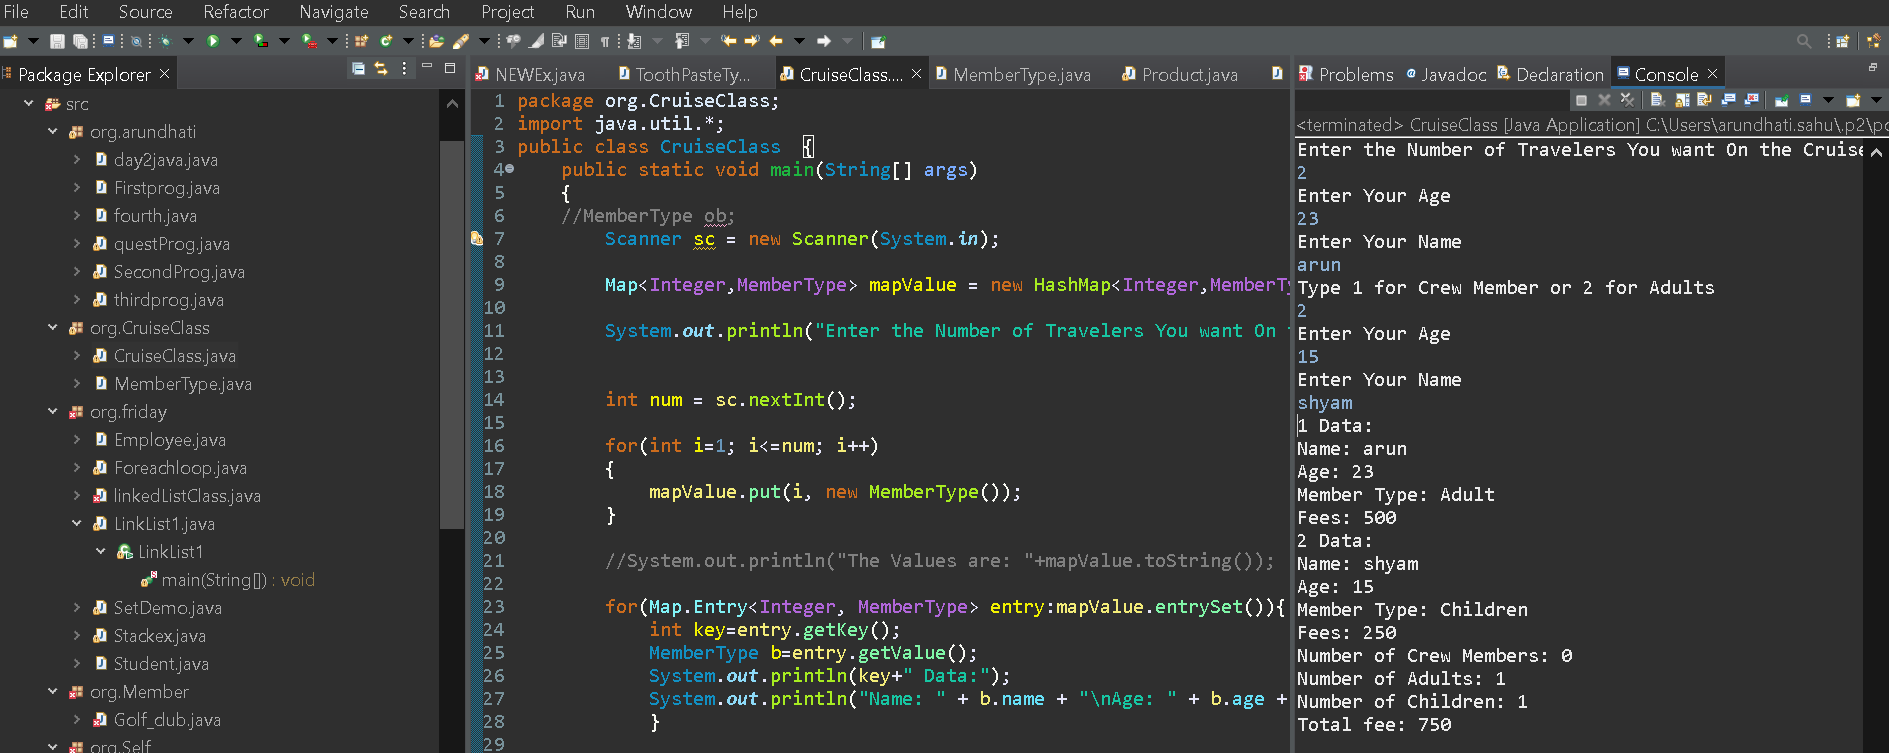 File Edit Source Refactor Navigate Search Project Run Window Help
Package Explorer
src
org.arundhati
day2java.java
Firstprog.java
fourth.java
questProg.java
SecondProg.java
thirdprog.java
org.CruiseClass
CruiseClass.java
MemberType.java
org.friday
Employee.java
Foreachloop.java
linkedListClass.java
LinkList1.java
LinkList1
main(String[]) : void
SetDemo.java
Stackex.java
Student.java
org.Member
Golf_club.java
org.Self
NEWEx.java ToothPasteTy... CruiseClass.... MemberType.java Product.java
1 package org.CruiseClass;
2 import java.util.*;
3 public class CruiseClass {
4 public static void main(String[] args)
5 {
6 //MemberType ob;
7 Scanner sc = new Scanner(System.in);
8
9 Map<Integer,MemberType> mapValue = new HashMap<Integer,MemberTy
10
11 System.out.println("Enter the Number of Travelers You want On
12
13
14 int num = sc.nextInt();
15
16 for(int i=1; i<=num; i++)
17 {
18 mapValue.put(i, new MemberType());
19 }
20
21 //System.out.println("The Values are: "+mapValue.toString());
22
23 for(Map.Entry<Integer, MemberType> entry:mapValue.entrySet()){
24 int key=entry.getKey();
25 MemberType b=entry.getValue();
26 System.out.println(key+" Data:");
27 System.out.println("Name: " + b.name + "\nAge: " + b.age +
28 }
29
Problems Javadoc Declaration Console
<terminated> CruiseClass [Java Application] C:\Users\arundhati.sahu\.p2\po
Enter the Number of Travelers You want On the Cruise
2
Enter Your Age
23
Enter Your Name
arun
Type 1 for Crew Member or 2 for Adults
2
Enter Your Age
15
Enter Your Name
shyam
1 Data:
Name: arun
Age: 23
Member Type: Adult
Fees: 500
2 Data:
Name: shyam
Age: 15
Member Type: Children
Fees: 250
Number of Crew Members: 0
Number of Adults: 1
Number of Children: 1
Total fee: 750